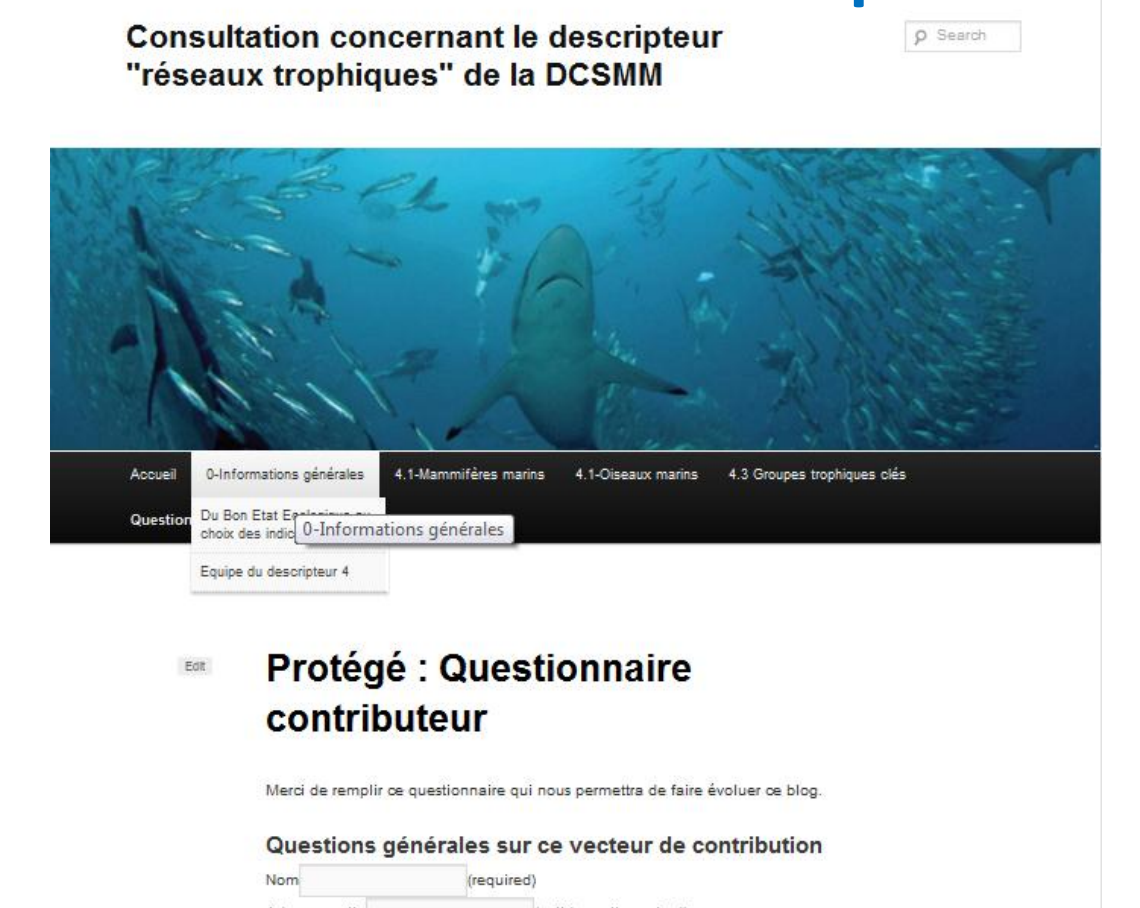 Consultation concernant le descripteur
"réseaux trophiques" de la DCSMM
Search
Accueil 0-Informations générales 4.1-Mammifères marins 4.1-Oiseaux marins 4.3 Groupes trophiques clés
Question
Du Bon Etat
choix des indic
0-Informations générales
Equipe du descripteur 4
Edit
Protégé : Questionnaire
contributeur
Merci de remplir ce questionnaire qui nous permettra de faire évoluer ce blog.
Questions générales sur ce vecteur de contribution
Nom (required)